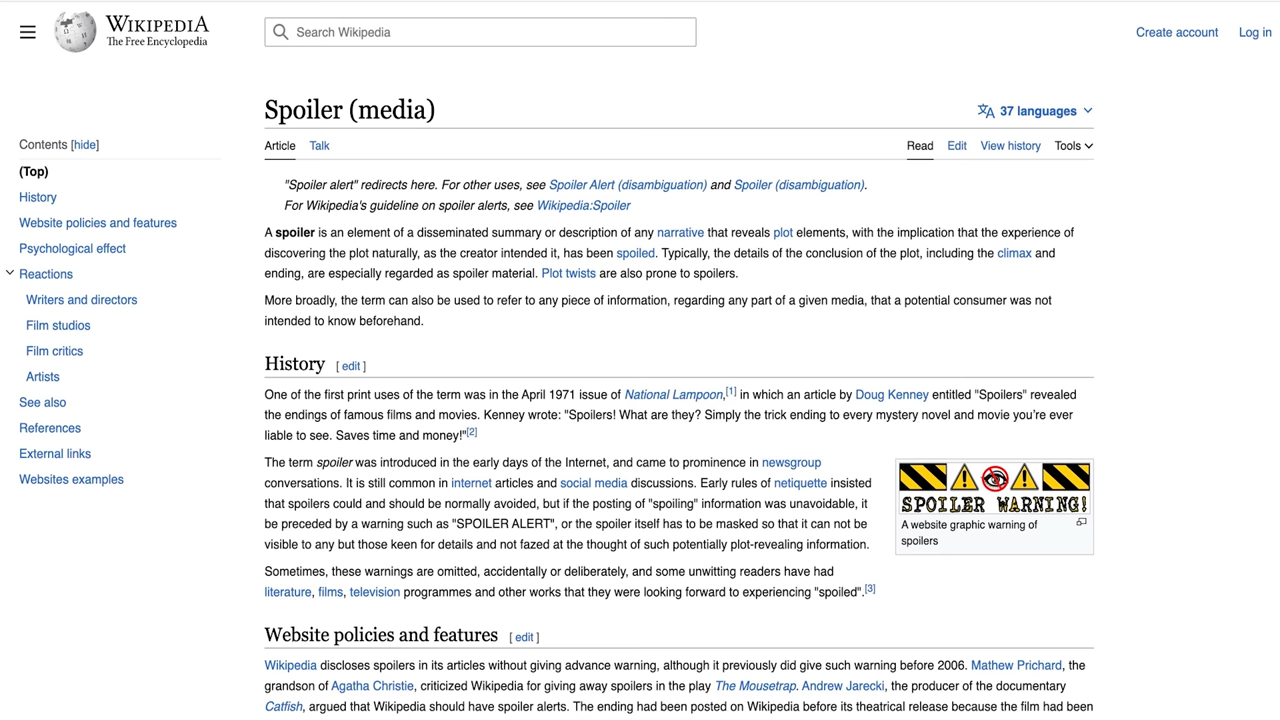 WIKIPEDIA
The Free Encyclopedia
Search Wikipedia
Create account Log in
Contents [hide]
(Top)
History
Website policies and features
Psychological effect
Reactions
Writers and directors
Film studios
Film critics
Artists
See also
References
External links
Websites examples
Spoiler (media)
37 languages
Article Talk
Read Edit View history Tools
"Spoiler alert" redirects here. For other uses, see Spoiler Alert (disambiguation) and Spoiler (disambiguation).
For Wikipedia's guideline on spoiler alerts, see Wikipedia:Spoiler
A spoiler is an element of a disseminated summary or description of any narrative that reveals plot elements, with the implication that the experience of
discovering the plot naturally, as the creator intended it, has been spoiled. Typically, the details of the conclusion of the plot, including the climax and
ending, are especially regarded as spoiler material. Plot twists are also prone to spoilers.
More broadly, the term can also be used to refer to any piece of information, regarding any part of a given media, that a potential consumer was not
intended to know beforehand.
History [ edit ]
One of the first print uses of the term was in the April 1971 issue of National Lampoon,[1] in which an article by Doug Kenney entitled "Spoilers" revealed
the endings of famous films and movies. Kenney wrote: "Spoilers! What are they? Simply the trick ending to every mystery novel and movie you're ever
liable to see. Saves time and money!"[2]
The term spoiler was introduced in the early days of the Internet, and came to prominence in newsgroup
conversations. It is still common in internet articles and social media discussions. Early rules of netiquette insisted
that spoilers could and should be normally avoided, but if the posting of "spoiling" information was unavoidable, it
be preceded by a warning such as "SPOILER ALERT", or the spoiler itself has to be masked so that it can not be
visible to any but those keen for details and not fazed at the thought of such potentially plot-revealing information.
SPOILER WARNING!
A website graphic warning of
spoilers
Sometimes, these warnings are omitted, accidentally or deliberately, and some unwitting readers have had
literature, films, television programmes and other works that they were looking forward to experiencing "spoiled".[3]
Website policies and features [ edit ]
Wikipedia discloses spoilers in its articles without giving advance warning, although it previously did give such warning before 2006. Mathew Prichard, the
grandson of Agatha Christie, criticized Wikipedia for giving away spoilers in the play The Mousetrap. Andrew Jarecki, the producer of the documentary
Catfish, argued that Wikipedia should have spoiler alerts. The ending had been posted on Wikipedia before its theatrical release because the film had been